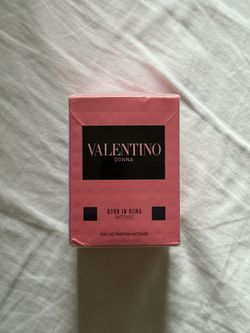 VALENTINO
DONNA
BORN IN ROMA
INTENSE
EAU DE PARFUM INTENSE